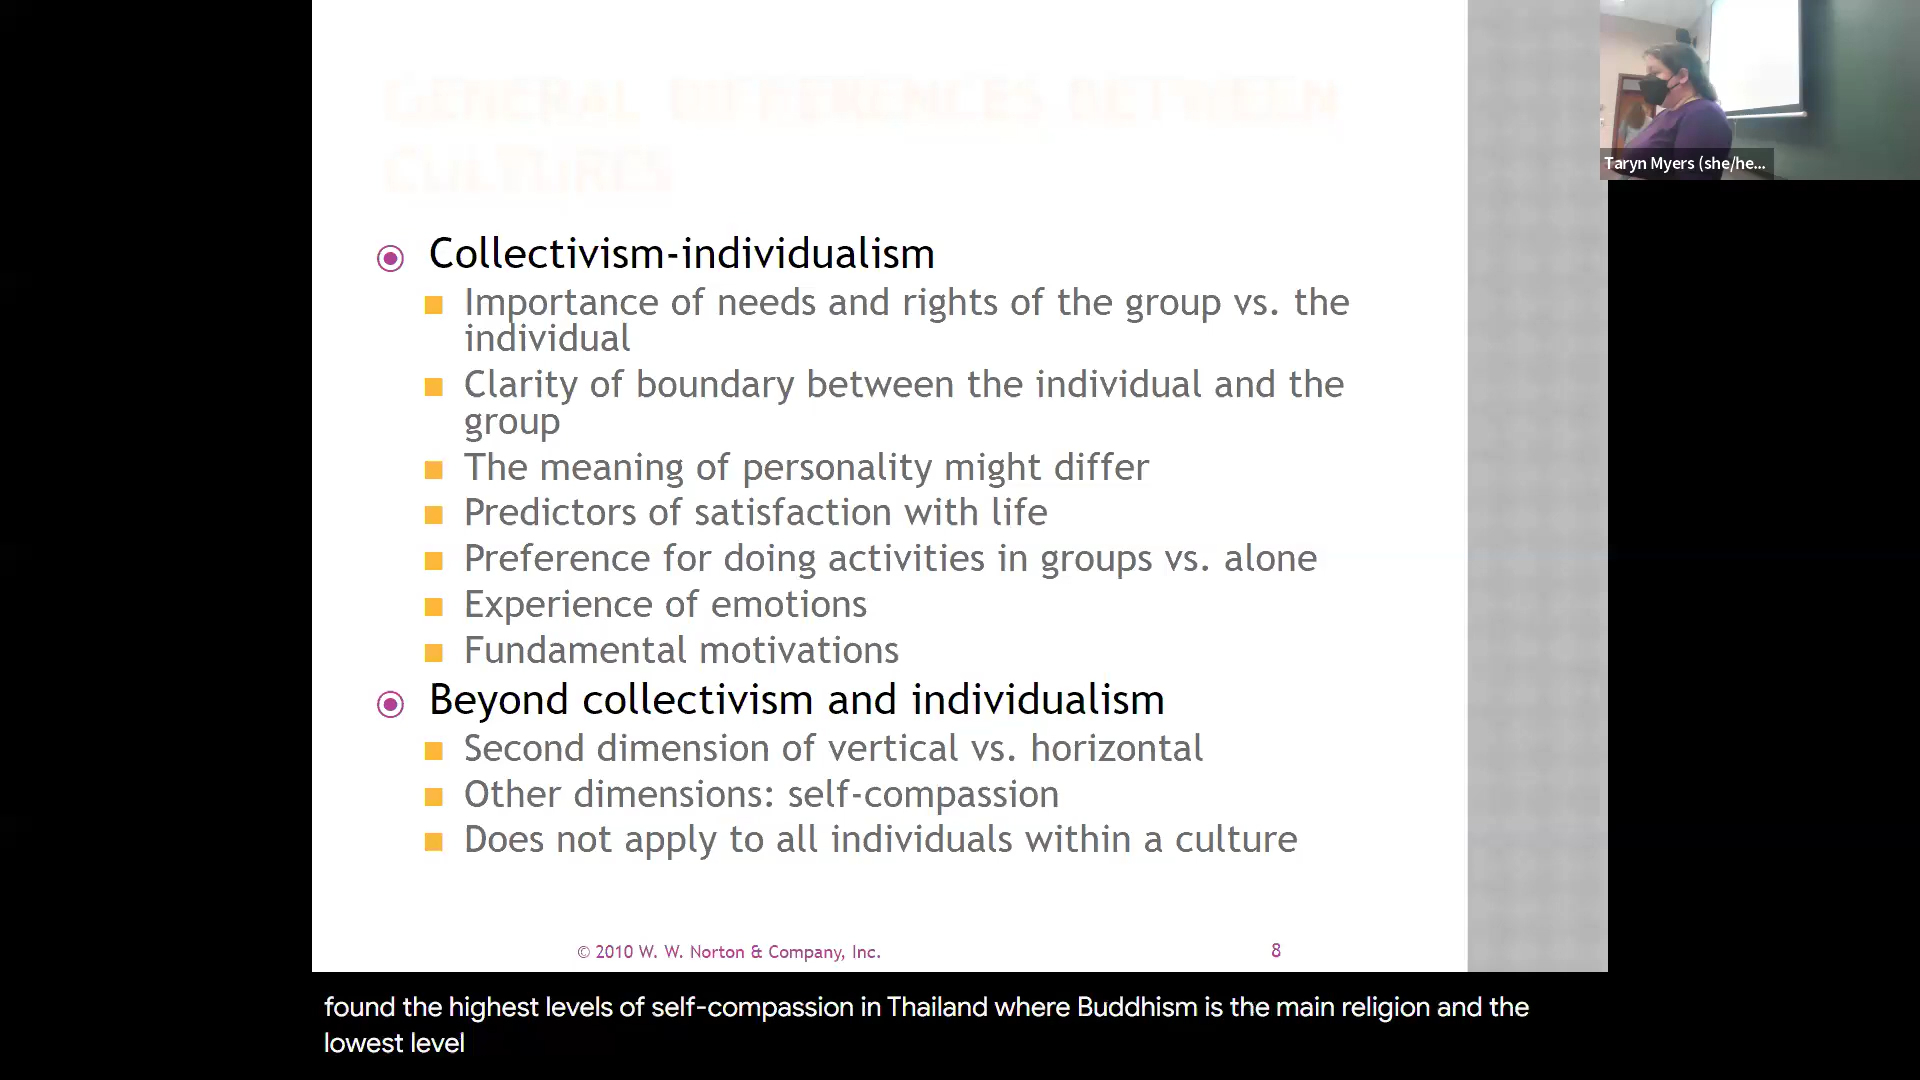 GENERAL DIFFERENCES BETWEEN
CULTURES
Collectivism-individualism
Importance of needs and rights of the group vs. the
individual
Clarity of boundary between the individual and the
group
The meaning of personality might differ
Predictors of satisfaction with life
Preference for doing activities in groups vs. alone
Experience of emotions
Fundamental motivations
Beyond collectivism and individualism
Second dimension of vertical vs. horizontal
Other dimensions: self-compassion
Does not apply to all individuals within a culture
© 2010 W. W. Norton & Company, Inc.
8
Taryn Myers (she/he...
found the highest levels of self-compassion in Thailand where Buddhism is the main religion and the
lowest level